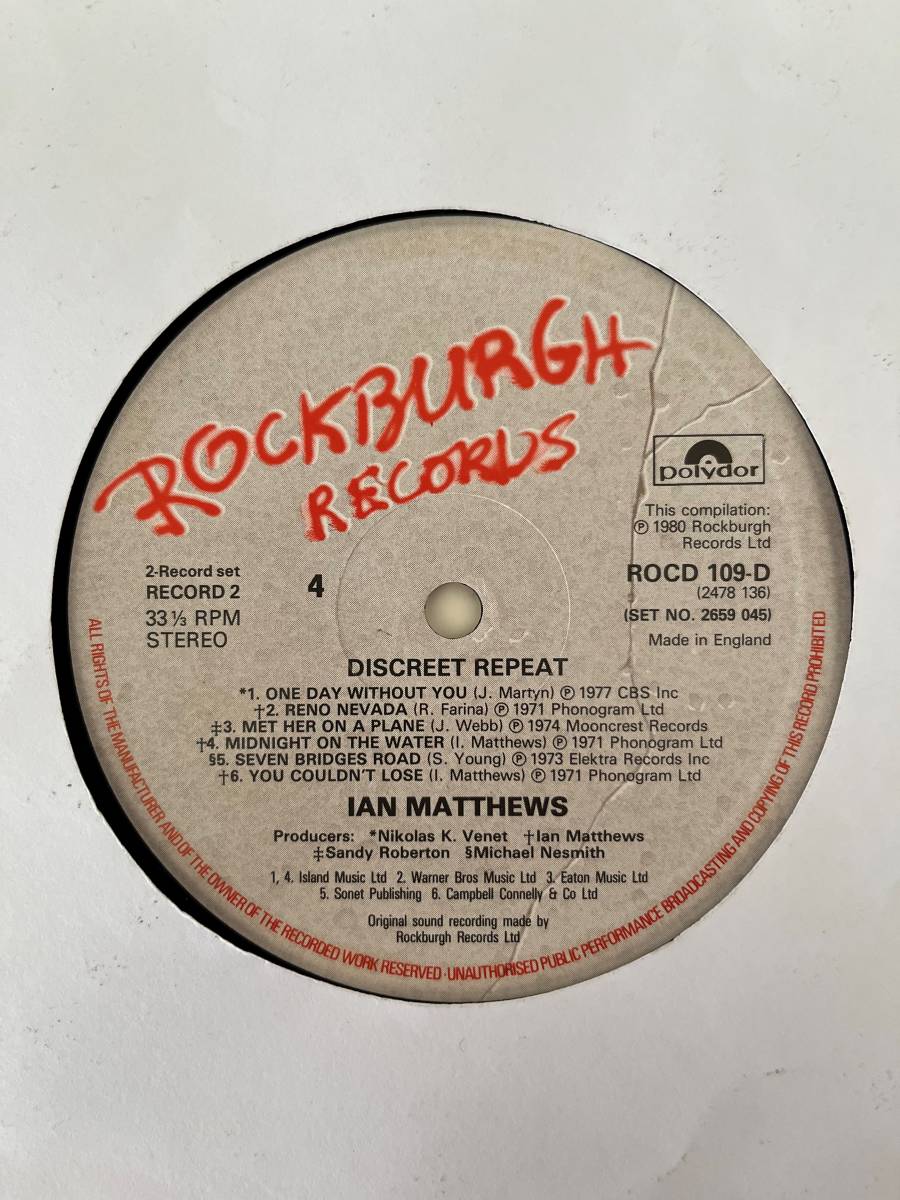 ROCKBURGH
RECORDS
polydor
This compilation:
℗ 1980 Rockburgh
Records Ltd
2-Record set
RECORD 2
4
33⅓ RPM
STEREO
ROCD 109-D
(2478 136)
(SET NO. 2659 045)
Made in England
DISCREET REPEAT
*1. ONE DAY WITHOUT YOU (J. Martyn) ℗ 1977 CBS Inc
†2. RENO NEVADA (R. Farina) ℗ 1971 Phonogram Ltd
‡3. MET HER ON A PLANE (J. Webb) ℗ 1974 Mooncrest Records
†4. MIDNIGHT ON THE WATER (I. Matthews) ℗ 1971 Phonogram Ltd
§5. SEVEN BRIDGES ROAD (S. Young) ℗ 1973 Elektra Records Inc
†6. YOU COULDN'T LOSE (I. Matthews) ℗ 1971 Phonogram Ltd
IAN MATTHEWS
Producers: *Nikolas K. Venet †Ian Matthews
‡Sandy Roberton §Michael Nesmith
1, 4. Island Music Ltd 2. Warner Bros Music Ltd 3. Eaton Music Ltd
5. Sonet Publishing 6. Campbell Connelly & Co Ltd
Original sound recording made by
Rockburgh Records Ltd
ALL RIGHTS OF THE MANUFACTURER AND OF THE OWNER OF THE RECORDED WORK RESERVED · UNAUTHORISED PUBLIC PERFORMANCE BROADCASTING AND COPYING OF THIS RECORD PROHIBITED